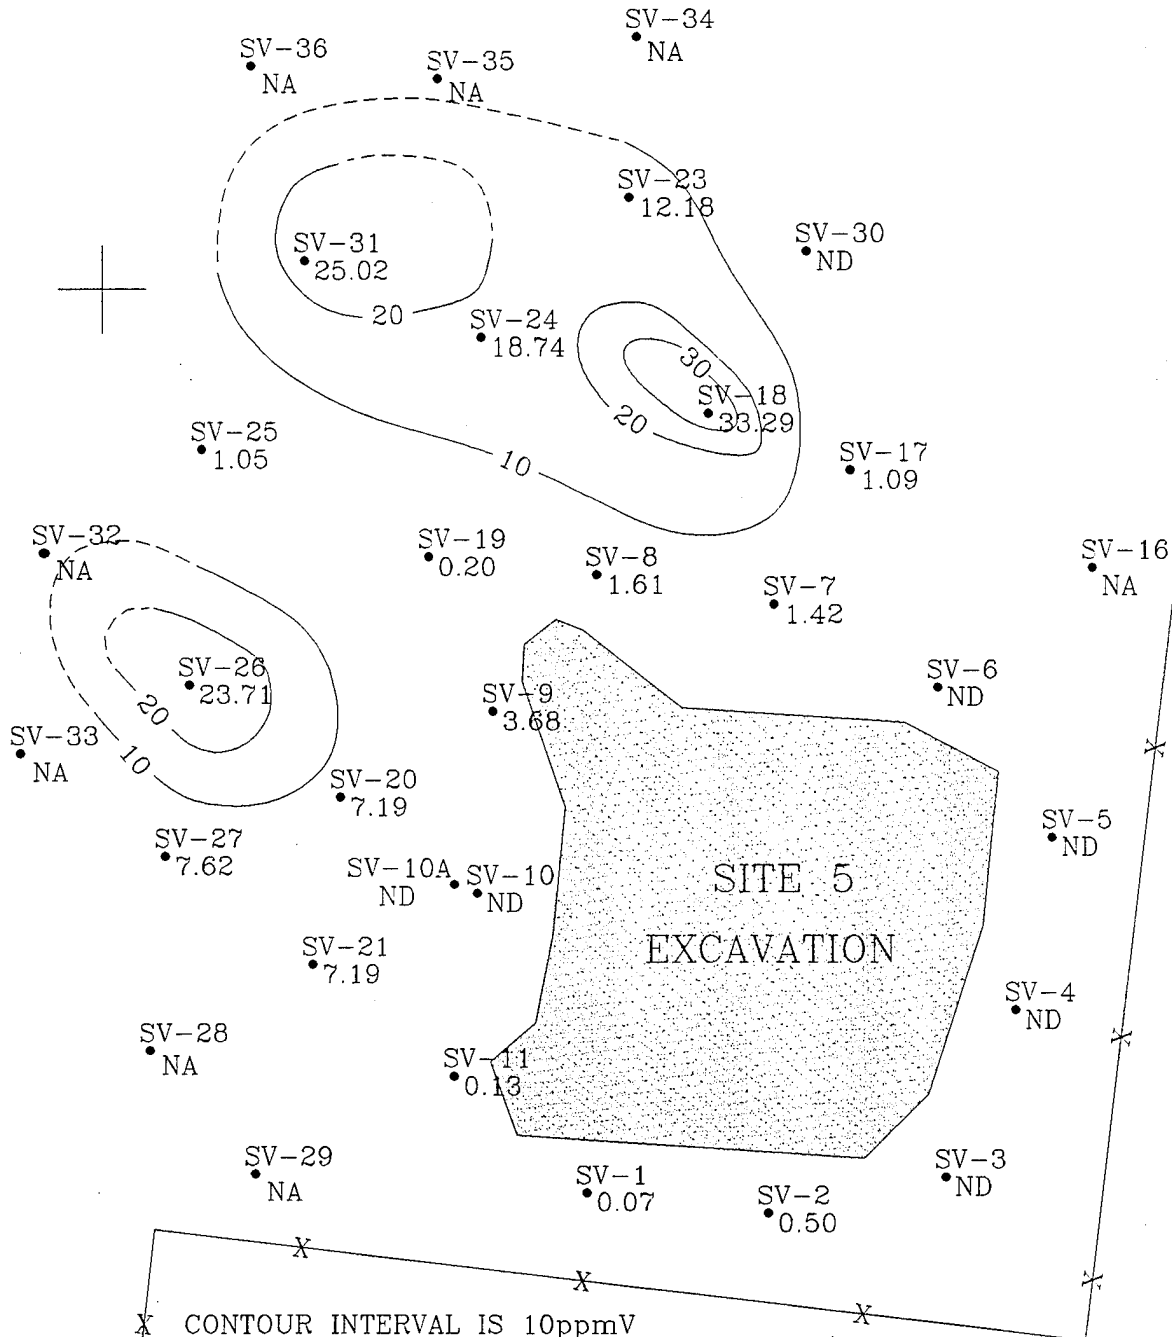 SV-34
NA
SV-36
NA
SV-35
NA
SV-23
12.18
SV-30
ND
SV-31
25.02
20
SV-24
18.74
30
SV-18
33.29
20
SV-25
1.05
10
SV-17
1.09
SV-32
NA
SV-19
0.20
SV-8
1.61
SV-7
1.42
SV-16
NA
SV-26
23.71
20
SV-9
3.68
SV-6
ND
SV-33
NA
10
X
SV-20
7.19
SV-27
7.62
SV-5
ND
SV-10A
ND
SV-10
ND
SITE 5
EXCAVATION
SV-21
7.19
SV-4
ND
X
SV-28
NA
SV-11
0.13
SV-29
NA
SV-1
0.07
SV-2
0.50
SV-3
ND
X
X
X
X
X CONTOUR INTERVAL IS 10ppmV